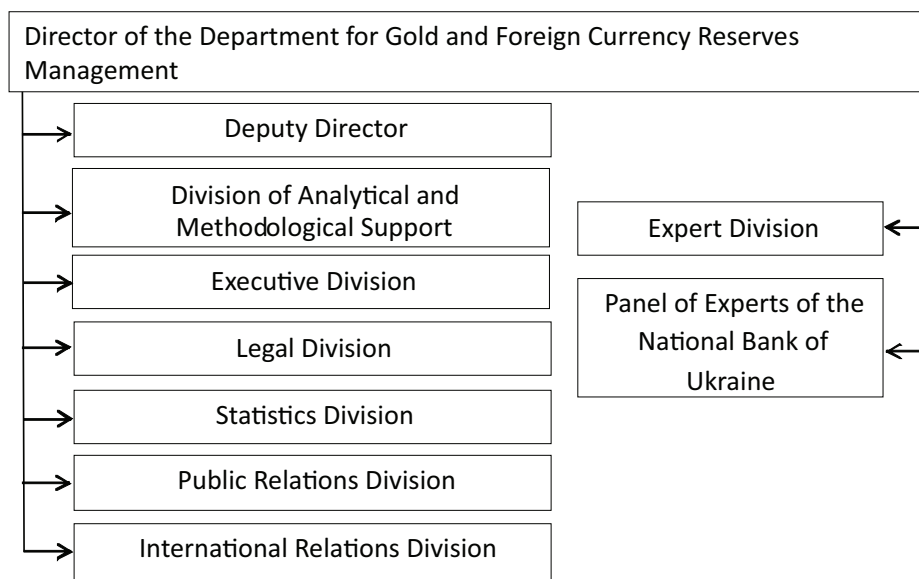 Director of the Department for Gold and Foreign Currency Reserves
Management
Deputy Director
Division of Analytical and
Methodological Support
Executive Division
Legal Division
Statistics Division
Public Relations Division
International Relations Division
Expert Division
Panel of Experts of the
National Bank of
Ukraine